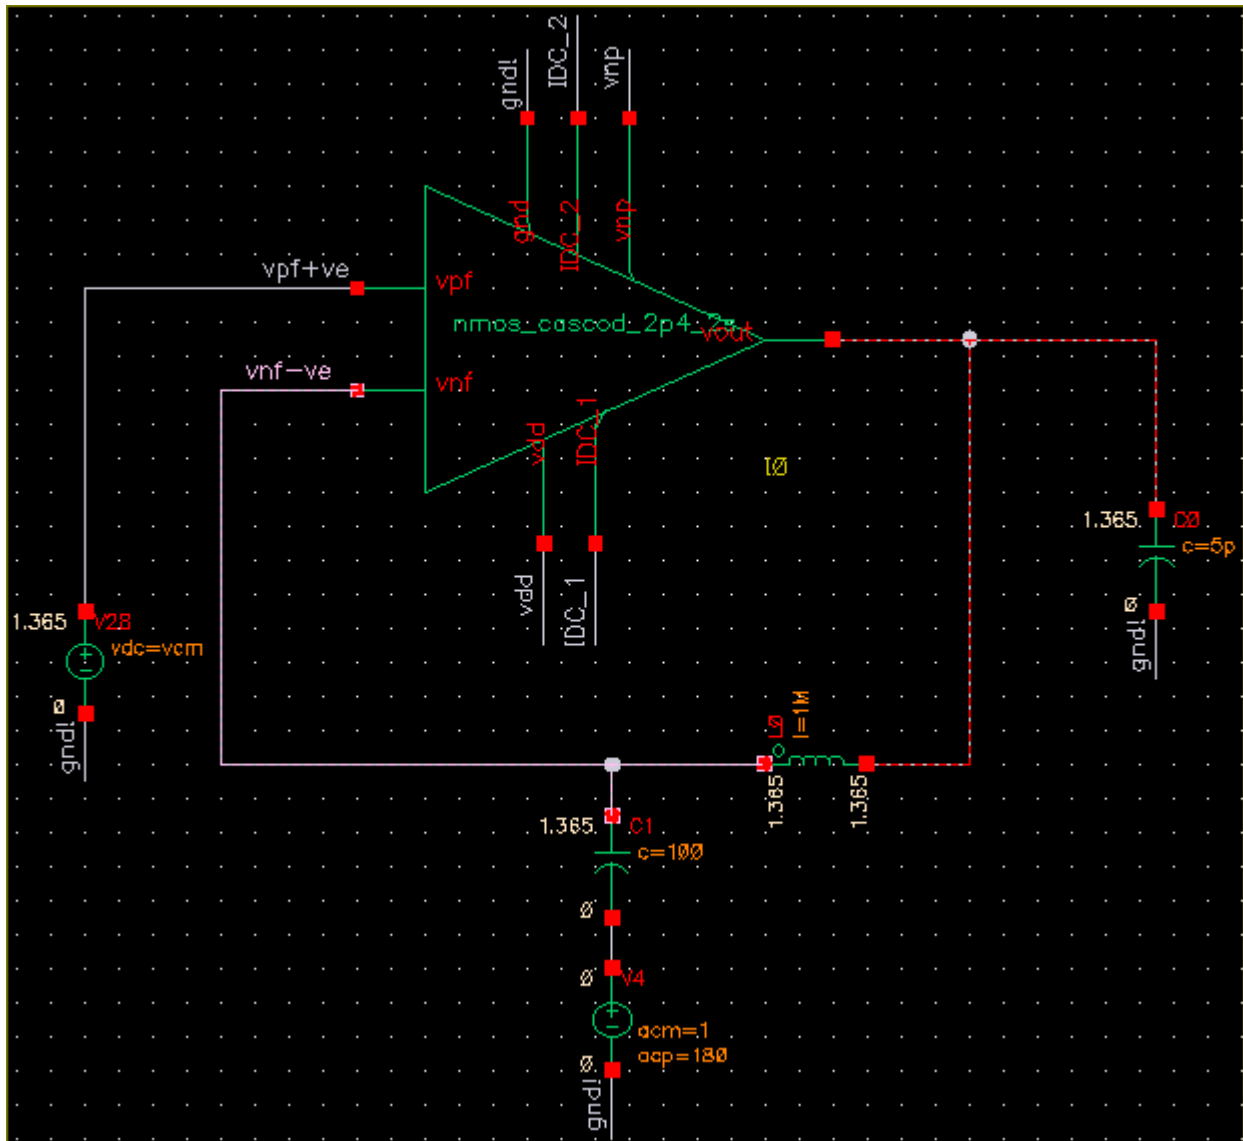 gnd!
IDC_2
vnp
gnd
IDC_2
vnp
vpf+ve
vpf
vout
vnf-ve
vnf
vdd
IDC_1
I0
vdd
IDC_1
1.365
C0
c=5p
0
gnd!
1.365
V28
vdc=vcm
0
gnd!
L9
l=1M
1.365
1.365
1.365
C1
c=100
0
0
V4
acm=1
acp=180
0
gnd!